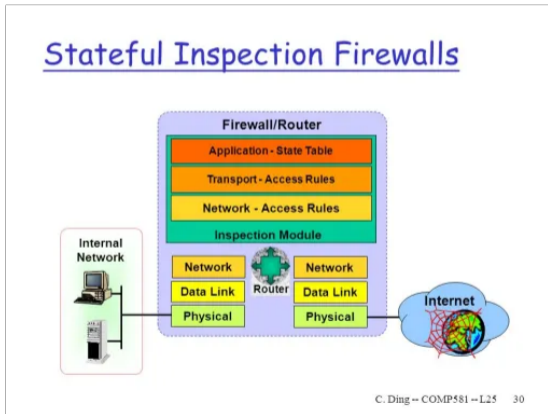 Stateful Inspection Firewalls
Firewall/Router
Application - State Table
Transport - Access Rules
Network - Access Rules
Inspection Module
Internal
Network
Network
Data Link
Physical
Router
Network
Data Link
Physical
Internet
C. Ding -- COMP581 -- L25 30